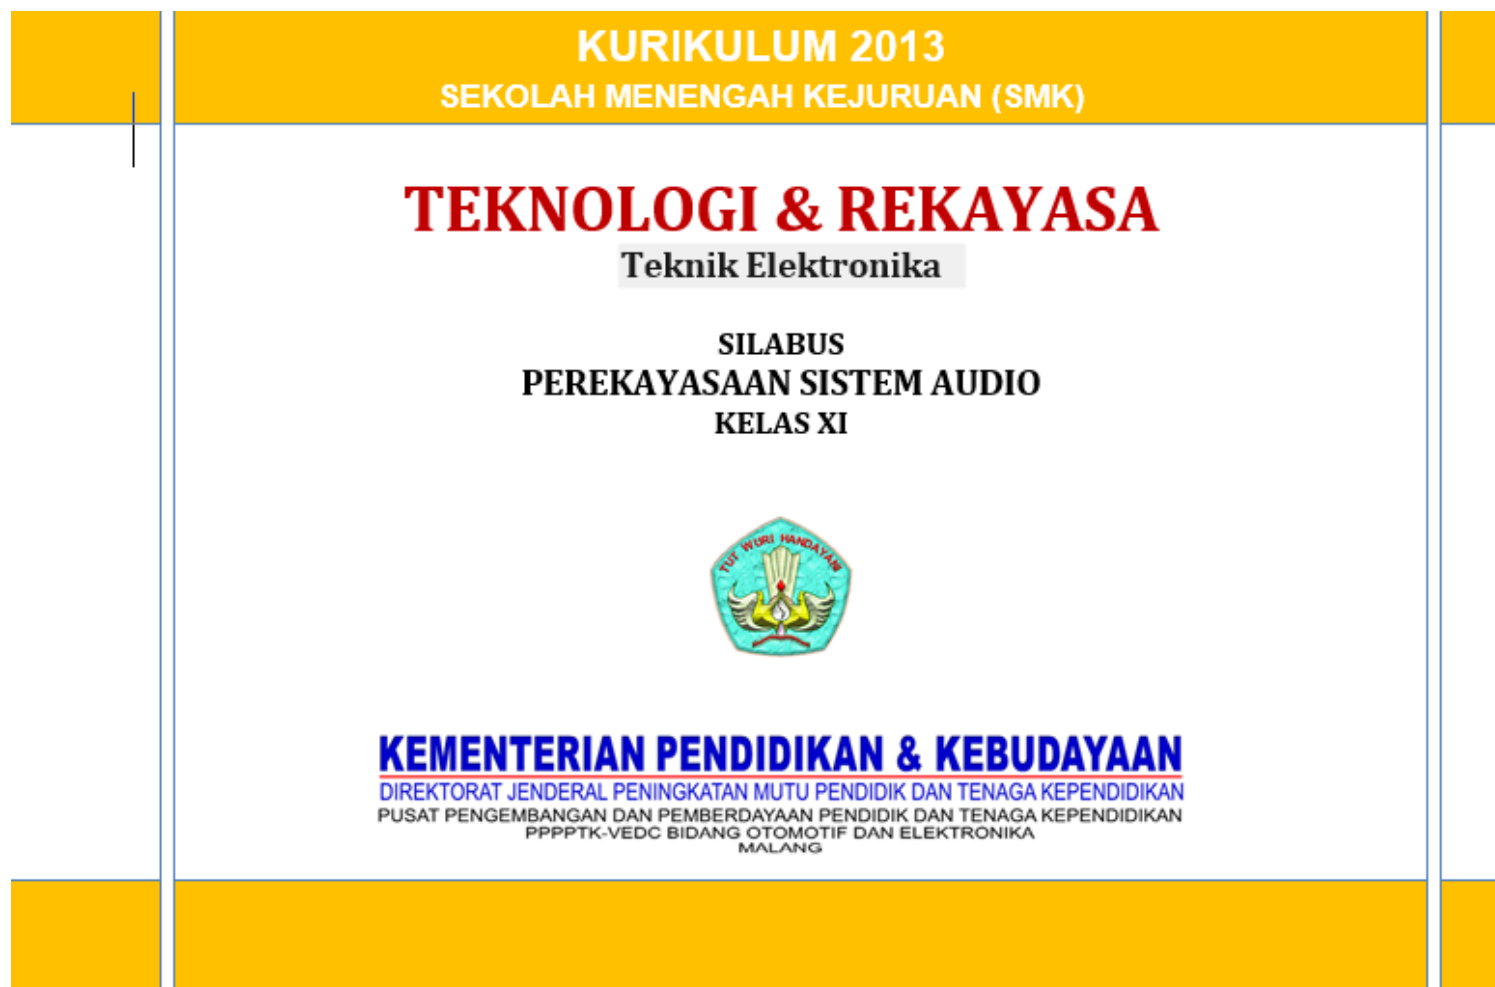 KURIKULUM 2013
SEKOLAH MENENGAH KEJURUAN (SMK)
TEKNOLOGI & REKAYASA
Teknik Elektronika
SILABUS
PEREKAYASAAN SISTEM AUDIO
KELAS XI
TUT WURI HANDAYANI
KEMENTERIAN PENDIDIKAN & KEBUDAYAAN
DIREKTORAT JENDERAL PENINGKATAN MUTU PENDIDIK DAN TENAGA KEPENDIDIKAN
PUSAT PENGEMBANGAN DAN PEMBERDAYAAN PENDIDIK DAN TENAGA KEPENDIDIKAN
PPPPTK-VEDC BIDANG OTOMOTIF DAN ELEKTRONIKA
MALANG